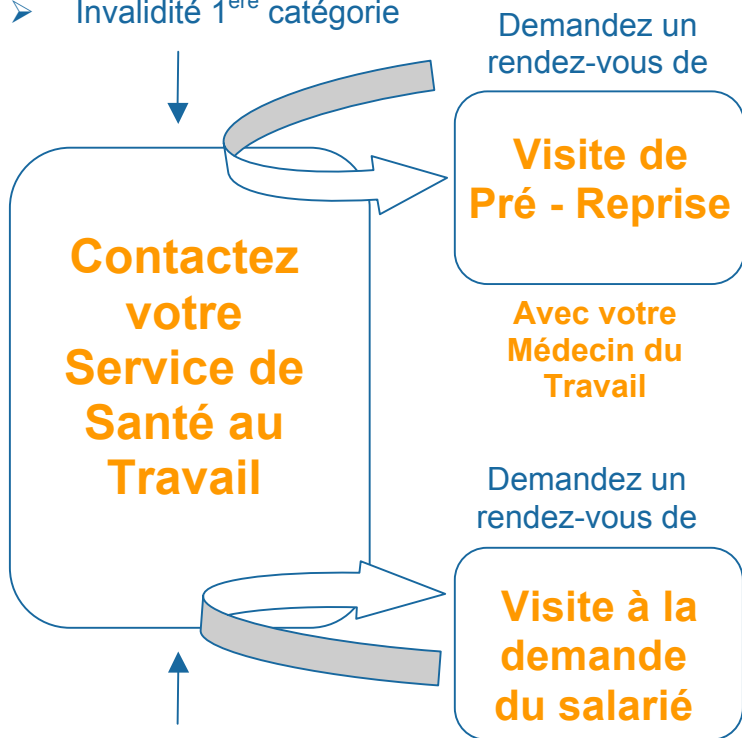 ➢ Invalidité 1ère catégorie
Demandez un
rendez-vous de
Visite de
Pré - Reprise
Avec votre
Médecin du
Travail
Contactez
votre
Service de
Santé au
Travail
Demandez un
rendez-vous de
Visite à la
demande
du salarié